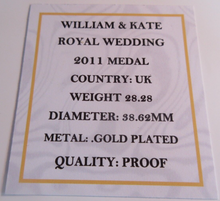 WILLIAM & KATE
ROYAL WEDDING
2011 MEDAL
COUNTRY: UK
WEIGHT 28.28
DIAMETER: 38.62MM
METAL: .GOLD PLATED
QUALITY: PROOF